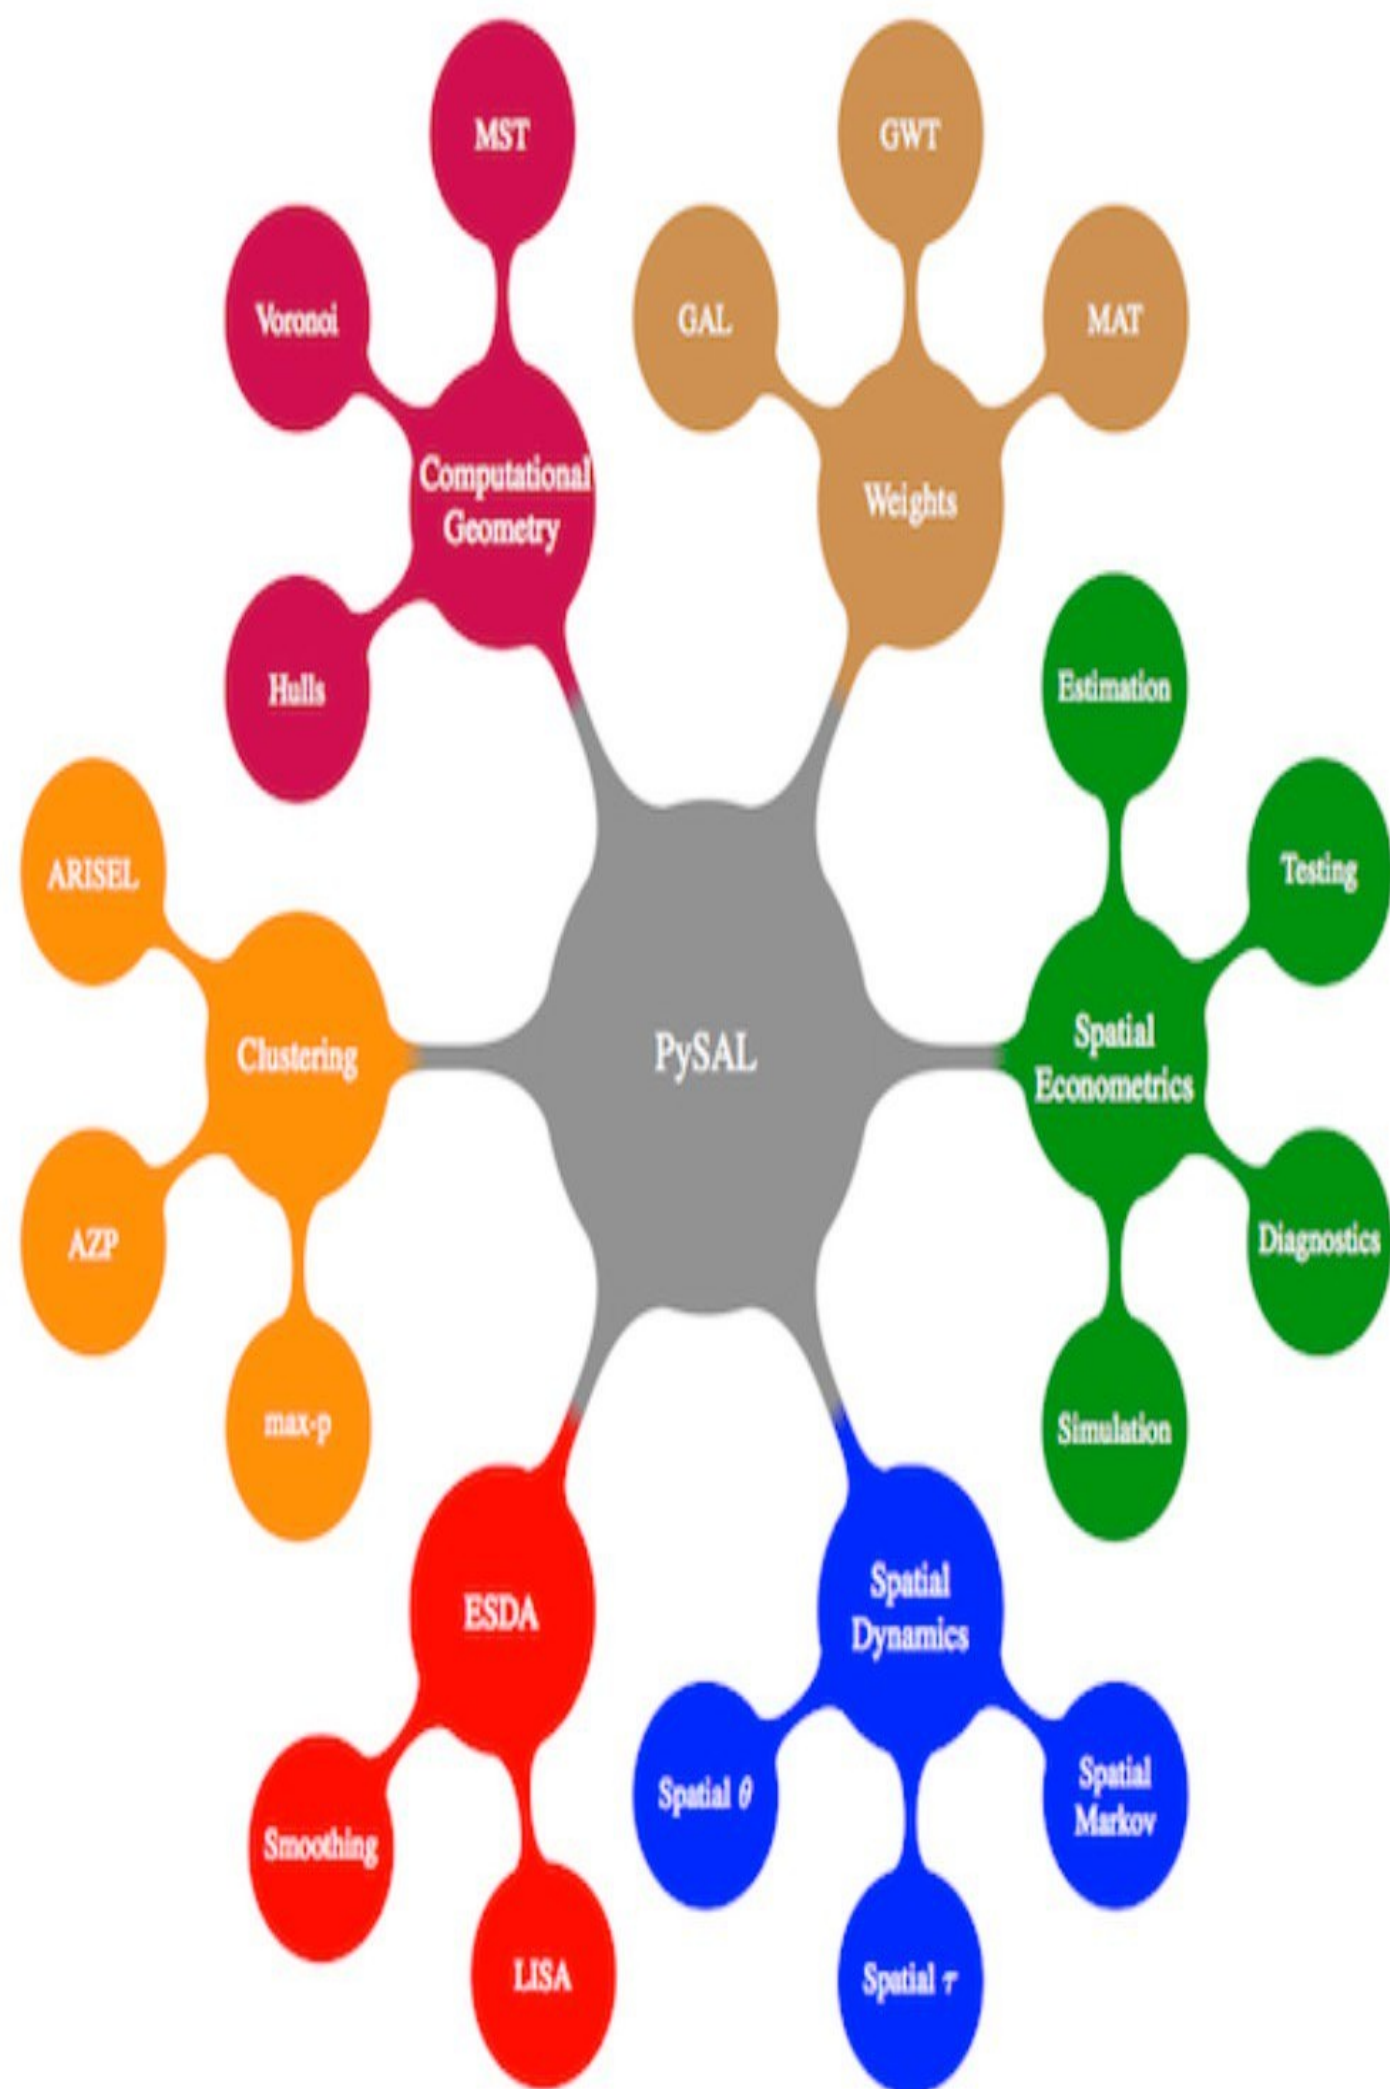 MST
GWT
Voronoi
GAL
MAT
Computational
Geometry
Weights
Hulls
Estimation
ARISEL
Testing
Clustering
PySAL
Spatial
Econometrics
AZP
Diagnostics
max-p
Simulation
ESDA
Spatial
Dynamics
Smoothing
Spatial θ
Spatial
Markov
LISA
Spatial τ